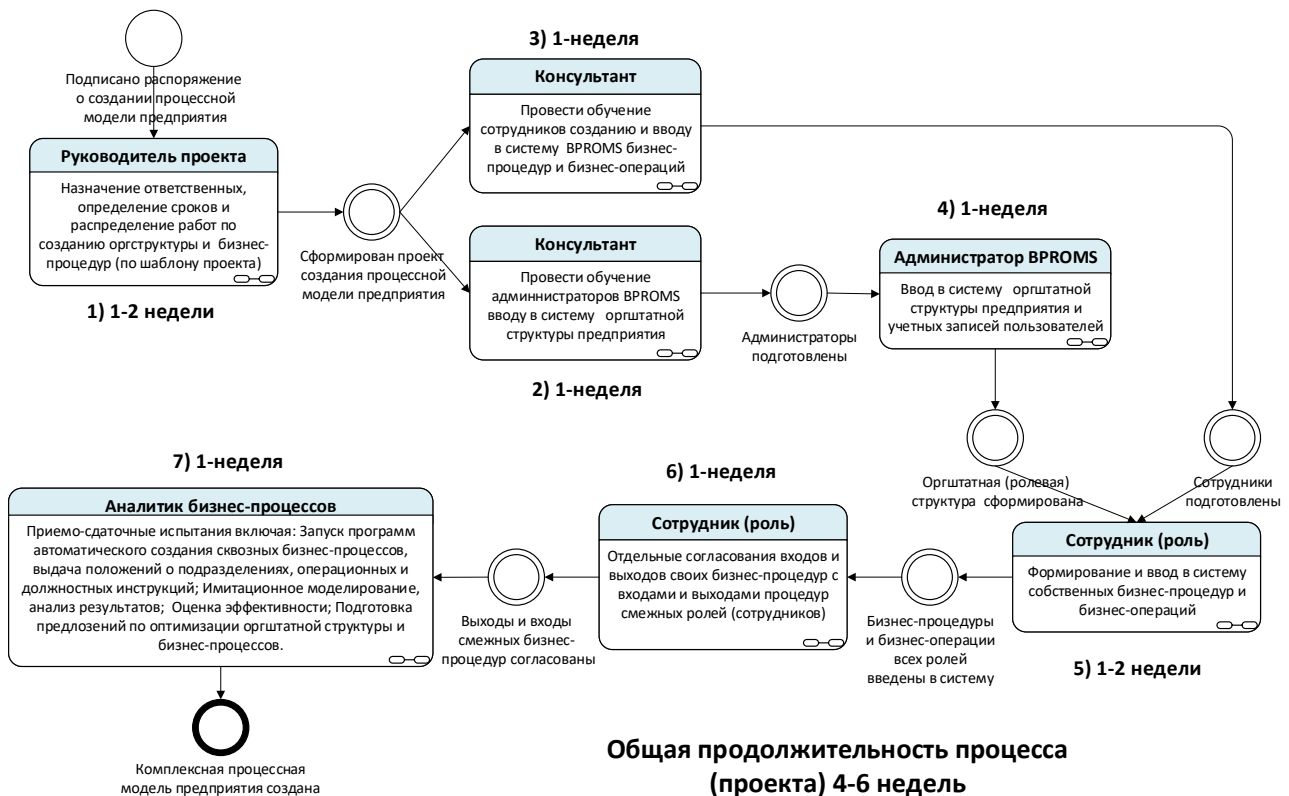 3) 1-неделя
Подписано распоряжение
о создании процессной
модели предприятия
Руководитель проекта
Назначение ответственных,
определение сроков и
распределение работ по
созданию оргструктуры и бизнес-
процедур (по шаблону проекта)
1) 1-2 недели
Сформирован проект
создания процессной
модели предприятия
Консультант
Провести обучение
сотрудников созданию и вводу
в систему BPROMS бизнес-
процедур и бизнес-операций
Консультант
Провести обучение
админнистраторов BPROMS
вводу в систему оргштатной
структуры предприятия
2) 1-неделя
Администраторы
подготовлены
4) 1-неделя
Администратор BPROMS
Ввод в систему оргштатной
структуры предприятия и
учетных записей пользователей
Оргштатная (ролевая)
структура сформирована
Сотрудники
подготовлены
7) 1-неделя
Аналитик бизнес-процессов
Приемо-сдаточные испытания включая: Запуск программ
автоматического создания сквозных бизнес-процессов,
выдача положений о подразделениях, операционных и
должностных инструкций; Имитационное моделирование,
анализ результатов; Оценка эффективности; Подготовка
предлозений по оптимизации оргштатной структуры и
бизнес-процессов.
Выходы и входы
смежных бизнес-
процедур согласованы
6) 1-неделя
Сотрудник (роль)
Отдельные согласования входов и
выходов своих бизнес-процедур с
входами и выходами процедур
смежных ролей (сотрудников)
Бизнес-процедуры
и бизнес-операции
всех ролей
введены в систему
Сотрудник (роль)
Формирование и ввод в систему
собственных бизнес-процедур и
бизнес-операций
5) 1-2 недели
Комплексная процессная
модель предприятия создана
Общая продолжительность процесса
(проекта) 4-6 недель